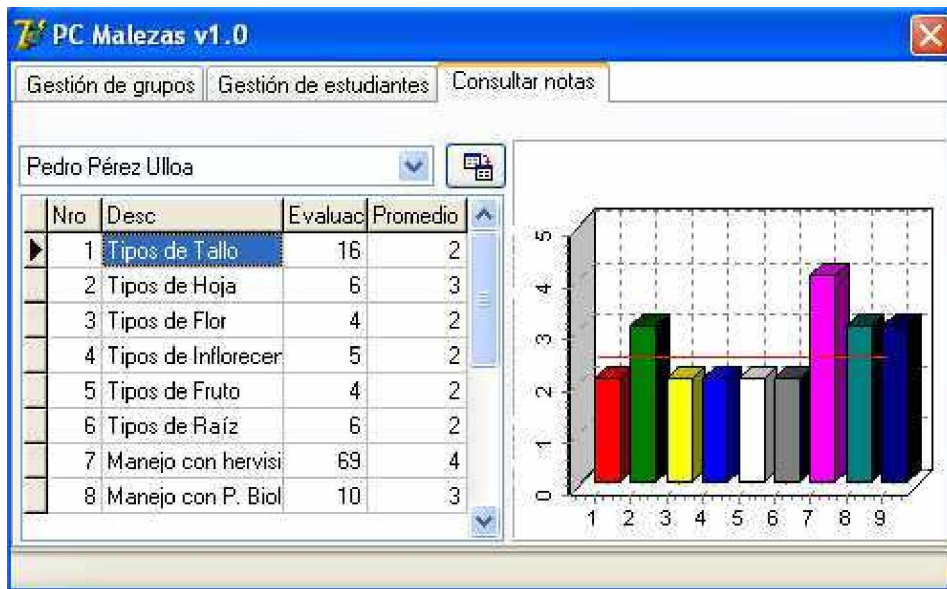 PC Malezas v1.0
Gestión de grupos Gestión de estudiantes Consultar notas
Pedro Pérez Ulloa
Nro Desc Evaluac Promedio
1 Tipos de Tallo 16 2
2 Tipos de Hoja 6 3
3 Tipos de Flor 4 2
4 Tipos de Inflorecer 5 2
5 Tipos de Fruto 4 2
6 Tipos de Raíz 6 2
7 Manejo con hervisi 69 4
8 Manejo con P. Biol 10 3
5
4
3
2
1
0
1 2 3 4 5 6 7 8 9